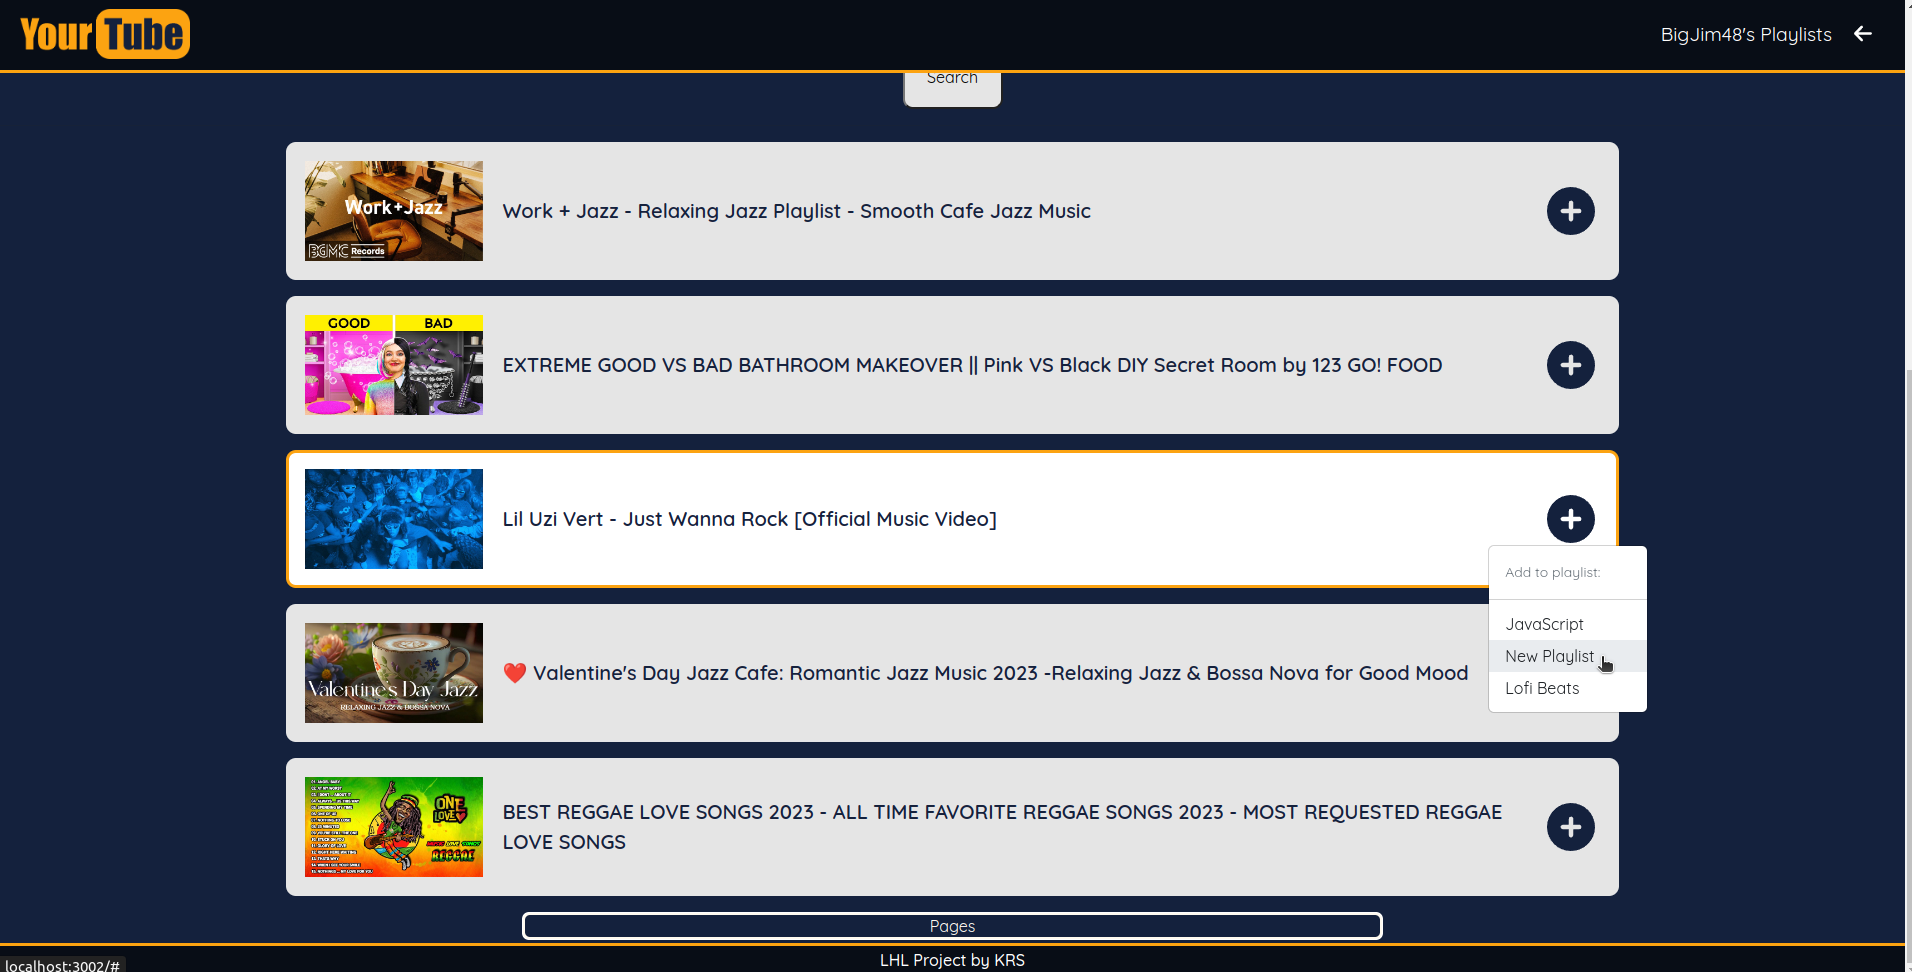 YourTube
BigJim48's Playlists
Search
Work+Jazz
BGMC Records
Work + Jazz - Relaxing Jazz Playlist - Smooth Cafe Jazz Music
GOOD BAD
EXTREME GOOD VS BAD BATHROOM MAKEOVER || Pink VS Black DIY Secret Room by 123 GO! FOOD
Lil Uzi Vert - Just Wanna Rock [Official Music Video]
Add to playlist:
JavaScript
New Playlist
Lofi Beats
Valentine's Day Jazz
RELAXING JAZZ & BOSSA NOVA
❤️ Valentine's Day Jazz Cafe: Romantic Jazz Music 2023 -Relaxing Jazz & Bossa Nova for Good Mood
ONE
LOVE
REGGAE
BEST REGGAE LOVE SONGS 2023 - ALL TIME FAVORITE REGGAE SONGS 2023 - MOST REQUESTED REGGAE
LOVE SONGS
Pages
LHL Project by KRS
localhost:3002/#